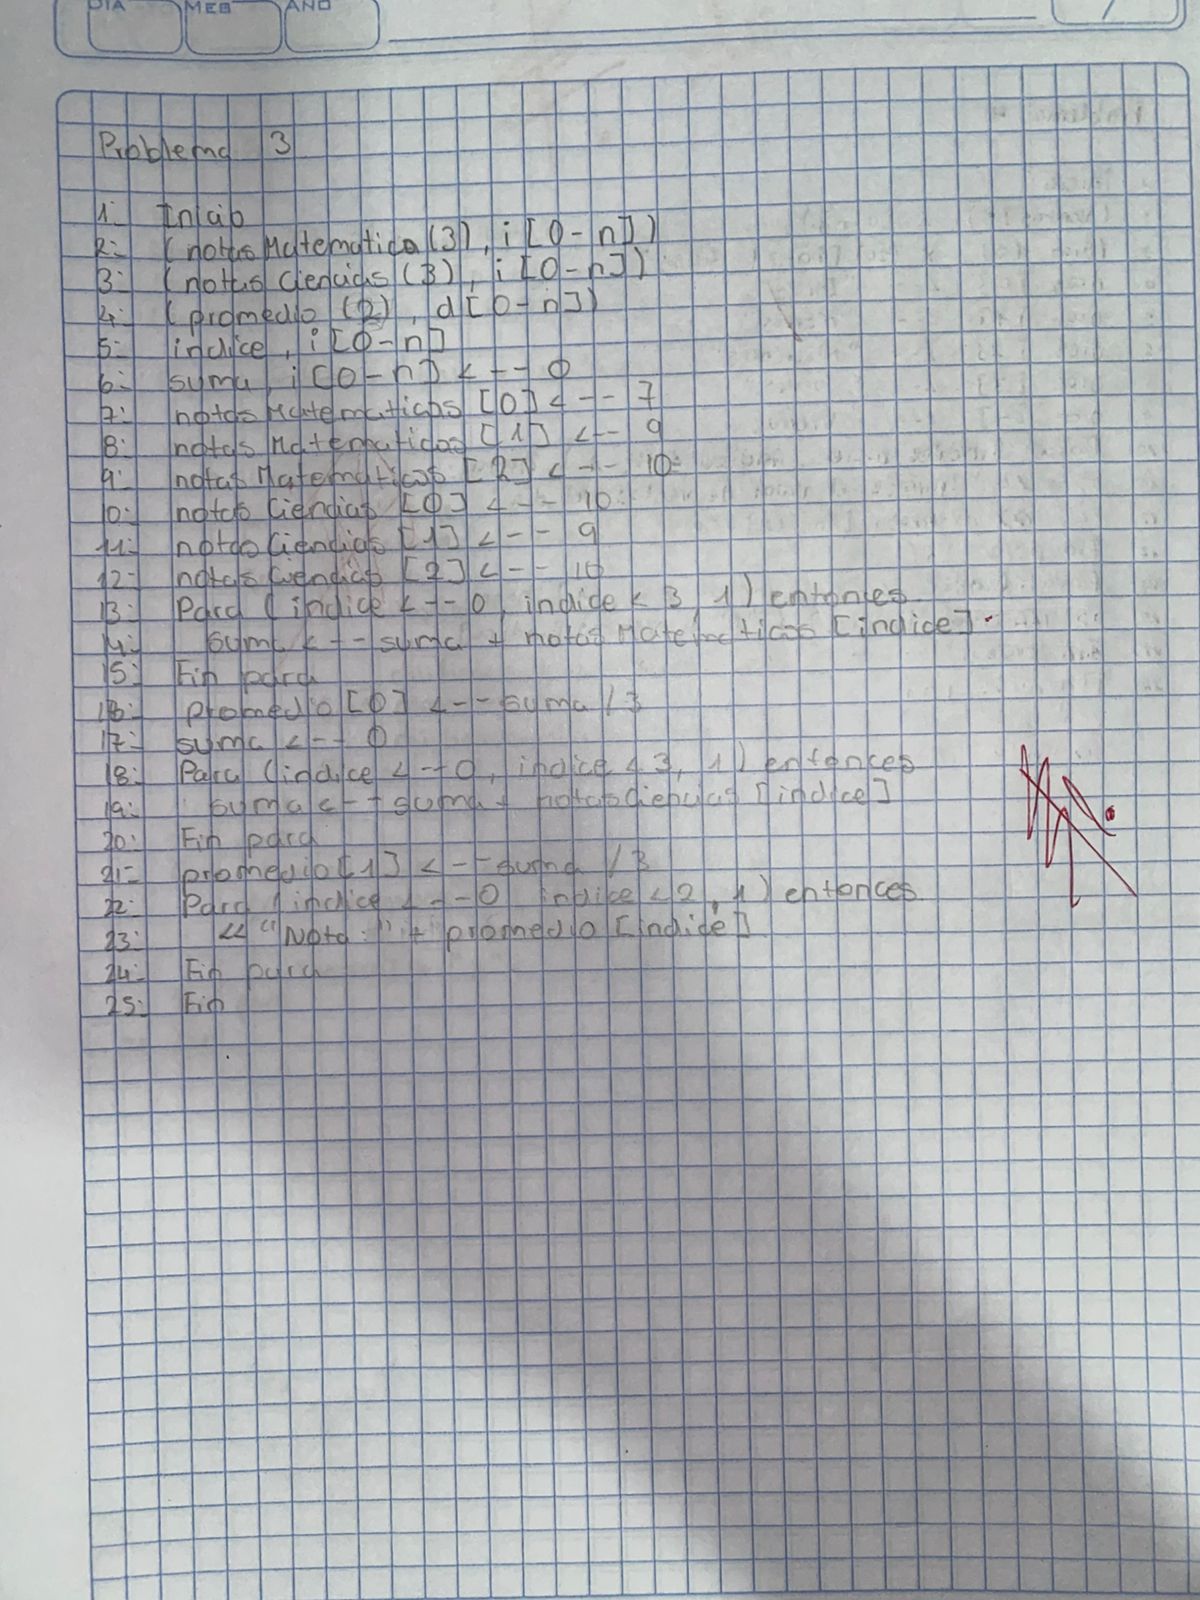 DIA MES AÑO
Problema 3
1: Inicio
2: (notas Matematica (3), i [0-n])
3: (notas Ciencias (3), i [0-n])
4: (promedio (2), d[0-n])
5: indice, i [0-n]
6: suma, i [0-n] <-- 0
7: notas Matematicas [0] <-- 7
8: notas Matematicas [1] <-- 9
9: notas Matematicas [2] <-- 10
10: notas Ciencias [0] <-- 10
11: notas Ciencias [1] <-- 9
12: notas Ciencias [2] <-- 10
13: Para (indice <--0, indice < 3, 1) entonces
14: suma <-- suma + notas Matematicas [indice]
15: Fin para
16: promedio [0] <-- suma / 3
17: suma <-- 0
18: Para (indice <--0, indice < 3, 1) entonces
19: suma <-- suma + notas ciencias [indice]
20: Fin para
21: promedio [1] <-- suma / 3
22: Para (indice <--0 indice < 2, 1) entonces
23: << "Nota:" + promedio [indice]
24: Fin para
25: Fin